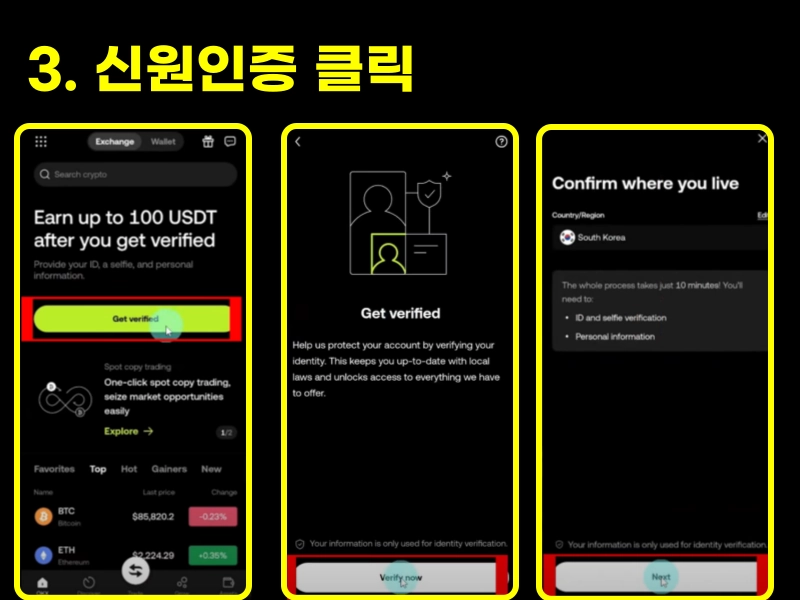 3. 신원인증 클릭
Exchange Wallet
Search crypto
Earn up to 100 USDT
after you get verified
Provide your ID, a selfie, and personal
information.
Get verified
Spot copy trading
One-click spot copy trading,
seize market opportunities
easily
Explore →
1/2
Favorites Top Hot Gainers New
Name Last price Change
BTC
Bitcoin
$85,820.2
-0.23%
ETH
Ethereum
$2,224.29
+0.35%
Get verified
Help us protect your account by verifying your
identity. This keeps you up-to-date with local
laws and unlocks access to everything we have
to offer.
Your information is only used for identity verification.
Verify now
Confirm where you live
Country/Region
South Korea
The whole process takes just 10 minutes! You'll
need to:
• ID and selfie verification
• Personal information
Your information is only used for identity verification.
Next